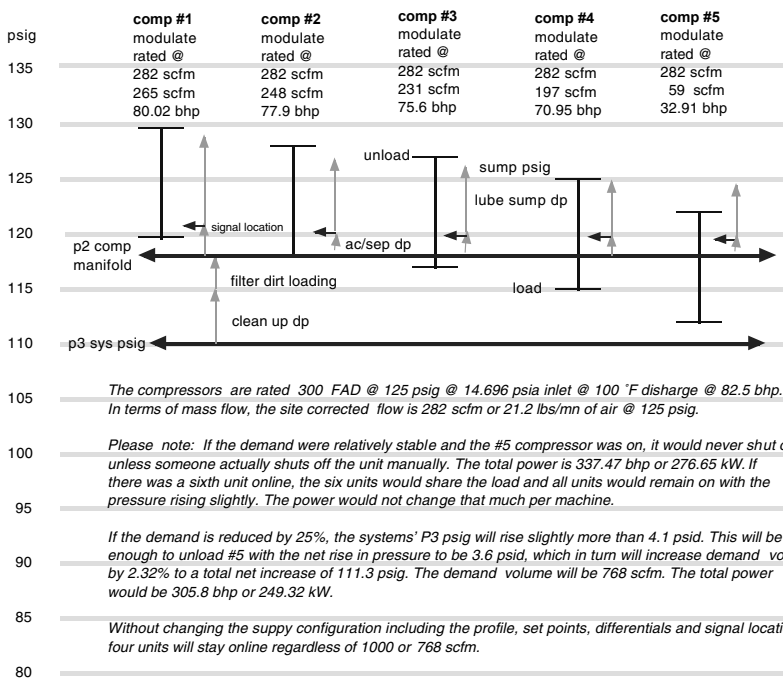 psig
comp #1
modulate
rated @
282 scfm
265 scfm
80.02 bhp
comp #2
modulate
rated @
282 scfm
248 scfm
77.9 bhp
comp #3
modulate
rated @
282 scfm
231 scfm
75.6 bhp
comp #4
modulate
rated @
282 scfm
197 scfm
70.95 bhp
comp #5
modulate
rated @
282 scfm
59 scfm
32.91 bhp
135
130
125
120
115
110
105
100
95
90
85
80
unload
sump psig
lube sump dp
signal location
ac/sep dp
p2 comp
manifold
filter dirt loading
load
clean up dp
p3 sys psig
The compressors are rated 300 FAD @ 125 psig @ 14.696 psia inlet @ 100 °F disharge @ 82.5 bhp.
In terms of mass flow, the site corrected flow is 282 scfm or 21.2 lbs/mn of air @ 125 psig.
Please note: If the demand were relatively stable and the #5 compressor was on, it would never shut
unless someone actually shuts off the unit manually. The total power is 337.47 bhp or 276.65 kW. If
there was a sixth unit online, the six units would share the load and all units would remain on with the
pressure rising slightly. The power would not change that much per machine.
If the demand is reduced by 25%, the systems' P3 psig will rise slightly more than 4.1 psid. This will be
enough to unload #5 with the net rise in pressure to be 3.6 psid, which in turn will increase demand vo
by 2.32% to a total net increase of 111.3 psig. The demand volume will be 768 scfm. The total power
would be 305.8 bhp or 249.32 kW.
Without changing the suppy configuration including the profile, set points, differentials and signal locati
four units will stay online regardless of 1000 or 768 scfm.